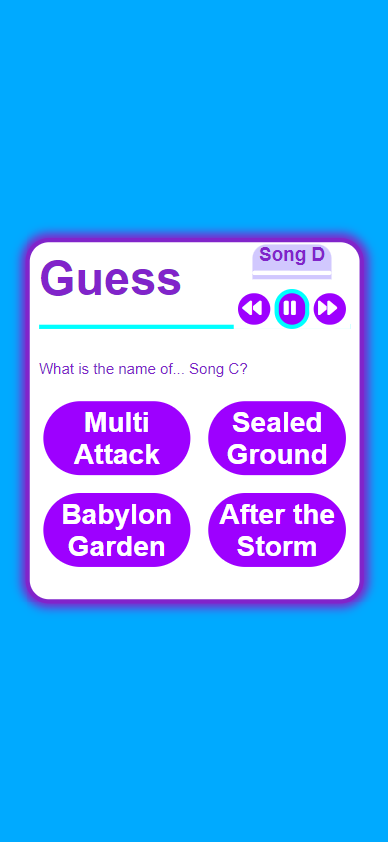 Song D
Guess
What is the name of... Song C?
Multi
Attack
Sealed
Ground
Babylon
Garden
After the
Storm